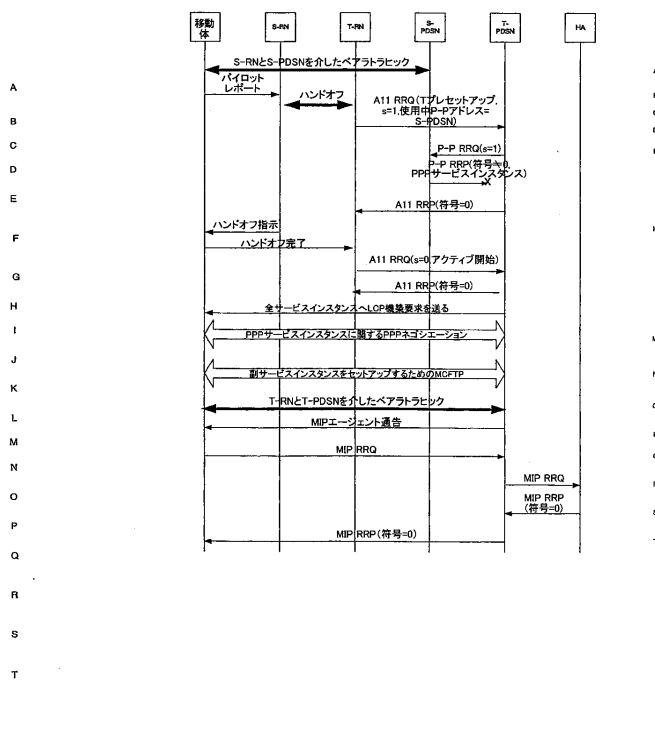 移動
体
S-RN
T-RN
S-
PDSN
T-
PDSN
HA
S-RNとS-PDSNを介したベアラトラヒック
A
パイロット
レポート
ハンドオフ
A11 RRQ(Tプレセットアップ,
s=1,使用中P-Pアドレス=
S-PDSN)
B
C
P-P RRQ(s=1)
D
P-P RRP(符号≠0,
PPPサービスインスタンス)
E
A11 RRP(符号=0)
ハンドオフ指示
F
ハンドオフ完了
A11 RRQ(s=0,アクティブ開始)
G
A11 RRP(符号=0)
H
全サービスインスタンスへLCP構築要求を送る
I
PPPサービスインスタンスに関するPPPネゴシエーション
J
副サービスインスタンスをセットアップするためのMCFTP
K
T-RNとT-PDSNを介したベアラトラヒック
L
MIPエージェント通告
M
MIP RRQ
N
MIP RRQ
O
MIP RRP
(符号=0)
P
MIP RRP(符号=0)
Q
R
S
T